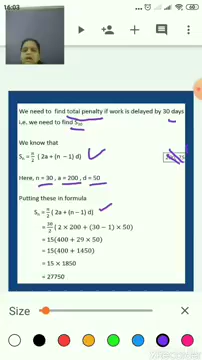 16:03
We need to find total penalty if work is delayed by 30 days
i.e. we need to find S₃₀
We know that
Sₙ = n/2 ( 2a + (n − 1) d )
Here, n = 30 , a = 200 , d = 50
Putting these in formula
Sₙ = n/2 ( 2a + (n − 1) d )
= 30/2 ( 2 × 200 + (30 − 1) × 50 )
= 15(400 + 29 × 50 )
= 15(400 + 1450 )
= 15 × 1850
= 27750
Size